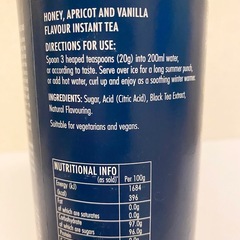 HONEY, APRICOT AND VANILLA
FLAVOUR INSTANT TEA
DIRECTIONS FOR USE:
Spoon 3 heaped teaspoons (20g) into 200ml water,
or according to taste. Serve over ice for a long summer punch,
or add hot water, curl up and enjoy as a soothing winter warmer.
INGREDIENTS: Sugar, Acid (Citric Acid), Black Tea Extract,
Natural Flavouring.
Suitable for vegetarians and vegans.
NUTRITIONAL INFO
(as sold) Per 100g
Energy (kJ) 1684
(kcal) 396
Fat 0.0g
of which are saturates 0.0g
Carbohydrate 97.0g
of which are sugars 96.0g
Protein